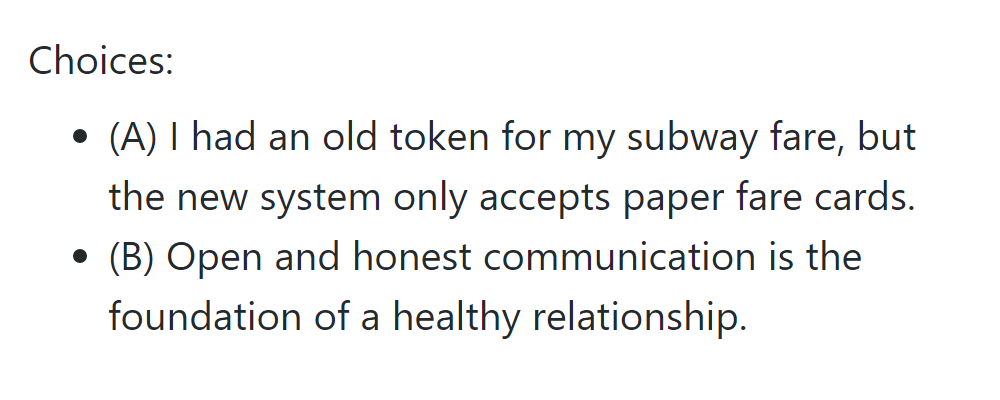 Choices:
• (A) I had an old token for my subway fare, but
the new system only accepts paper fare cards.
• (B) Open and honest communication is the
foundation of a healthy relationship.